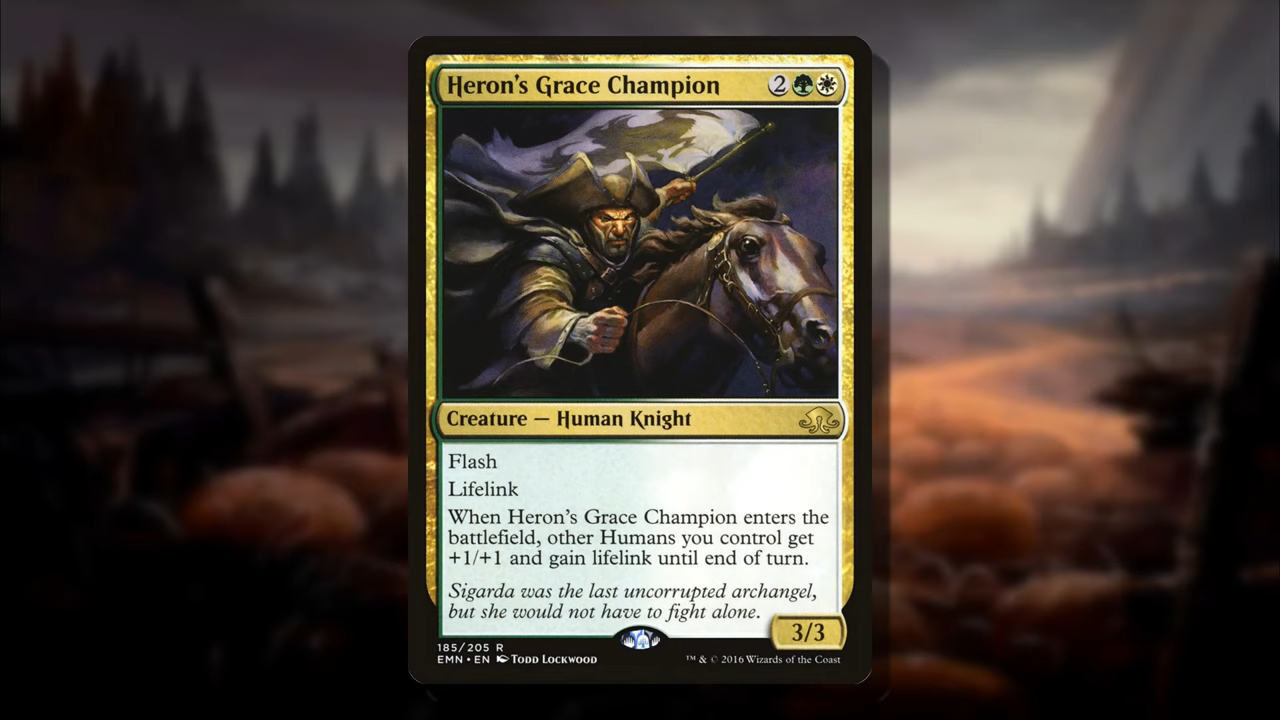 Heron's Grace Champion 2
Creature — Human Knight
Flash
Lifelink
When Heron's Grace Champion enters the
battlefield, other Humans you control get
+1/+1 and gain lifelink until end of turn.
Sigarda was the last uncorrupted archangel,
but she would not have to fight alone.
3/3
185/205 R
EMN • EN Todd Lockwood
™ & © 2016 Wizards of the Coast